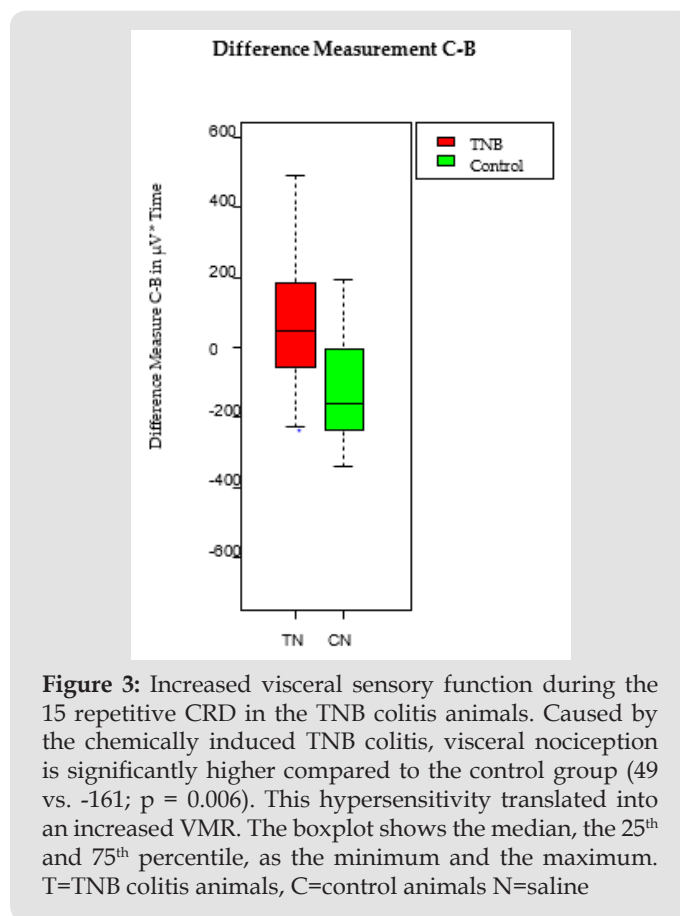 Difference Measurement C-B
600
400
200
0
-200
-400
-600
Difference Measure C-B in µV* Time
TN CN
TNB
Control
Figure 3: Increased visceral sensory function during the
15 repetitive CRD in the TNB colitis animals. Caused by
the chemically induced TNB colitis, visceral nociception
is significantly higher compared to the control group (49
vs. -161; p = 0.006). This hypersensitivity translated into
an increased VMR. The boxplot shows the median, the 25th
and 75th percentile, as the minimum and the maximum.
T=TNB colitis animals, C=control animals N=saline